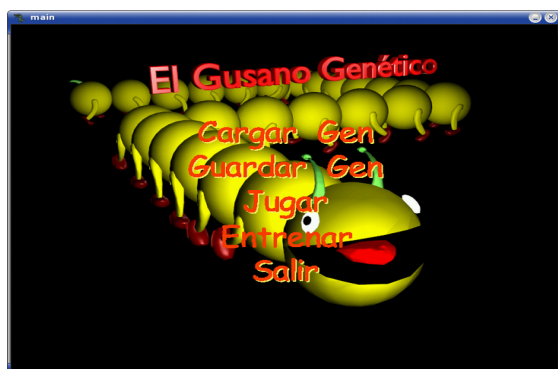 main
El Gusano Genético
Cargar Gen
Guardar Gen
Jugar
Entrenar
Salir